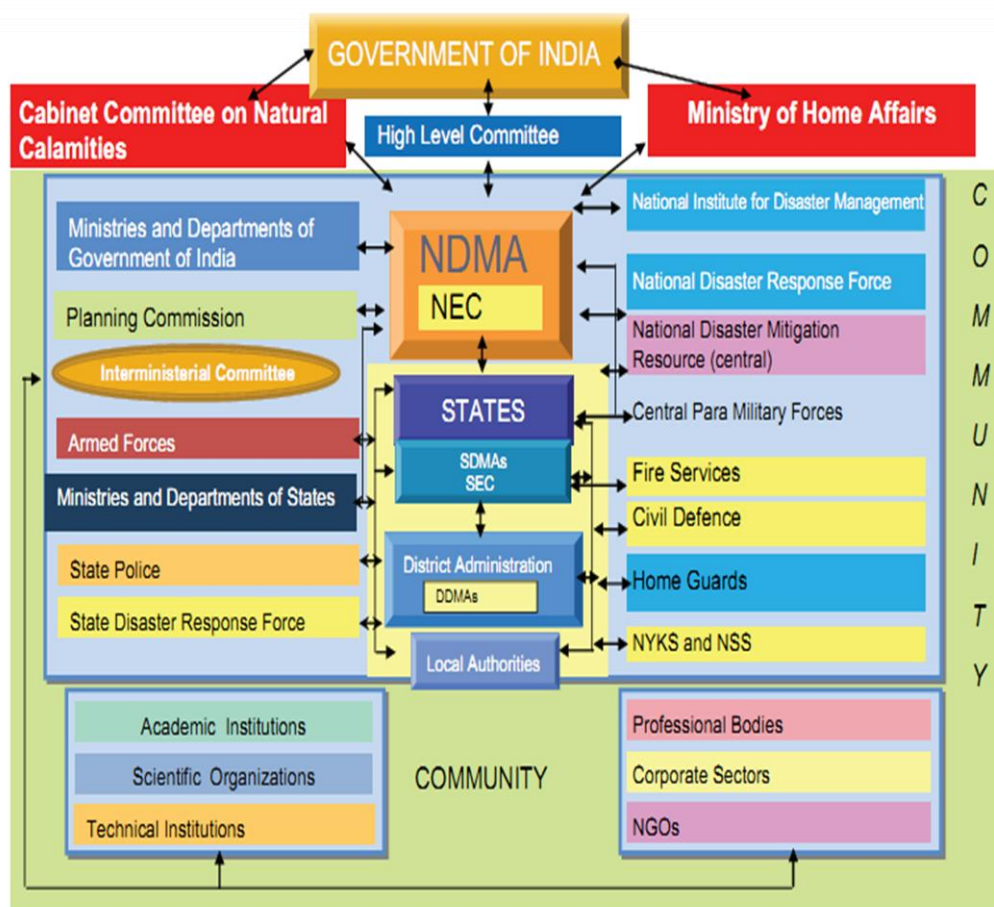 GOVERNMENT OF INDIA
Cabinet Committee on Natural
Calamities
High Level Committee
Ministry of Home Affairs
Ministries and Departments of
Government of India
Planning Commission
Interministerial Committee
Armed Forces
Ministries and Departments of States
State Police
State Disaster Response Force
NDMA
NEC
STATES
SDMAs
SEC
District Administration
DDMAs
Local Authorities
National Institute for Disaster Management
National Disaster Response Force
National Disaster Mitigation
Resource (central)
Central Para Military Forces
Fire Services
Civil Defence
Home Guards
NYKS and NSS
C
O
M
M
U
N
I
T
Y
Academic Institutions
Scientific Organizations
Technical Institutions
COMMUNITY
Professional Bodies
Corporate Sectors
NGOs